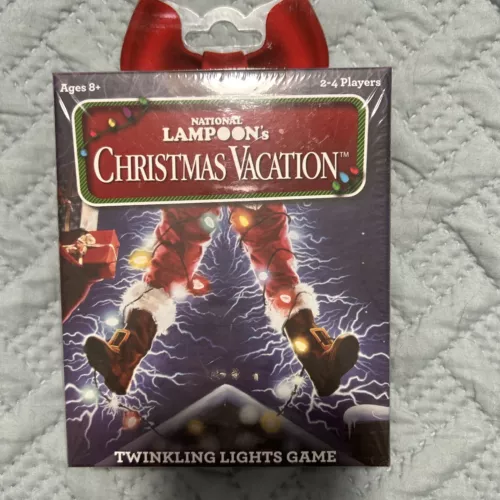 Ages 8+
2-4 Players
NATIONAL
LAMPOON's
CHRISTMAS VACATION™
TWINKLING LIGHTS GAME